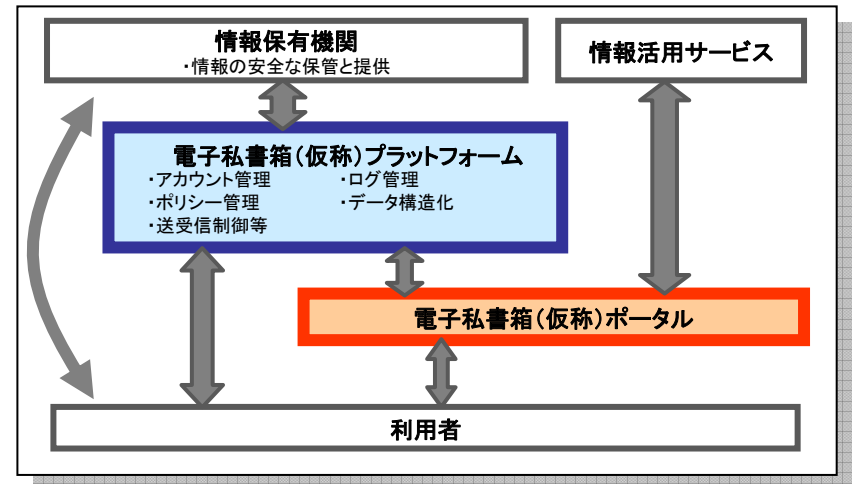 情報保有機関
・情報の安全な保管と提供
情報活用サービス
電子私書箱(仮称)プラットフォーム
・アカウント管理 ・ログ管理
・ポリシー管理 ・データ構造化
・送受信制御等
電子私書箱(仮称)ポータル
利用者